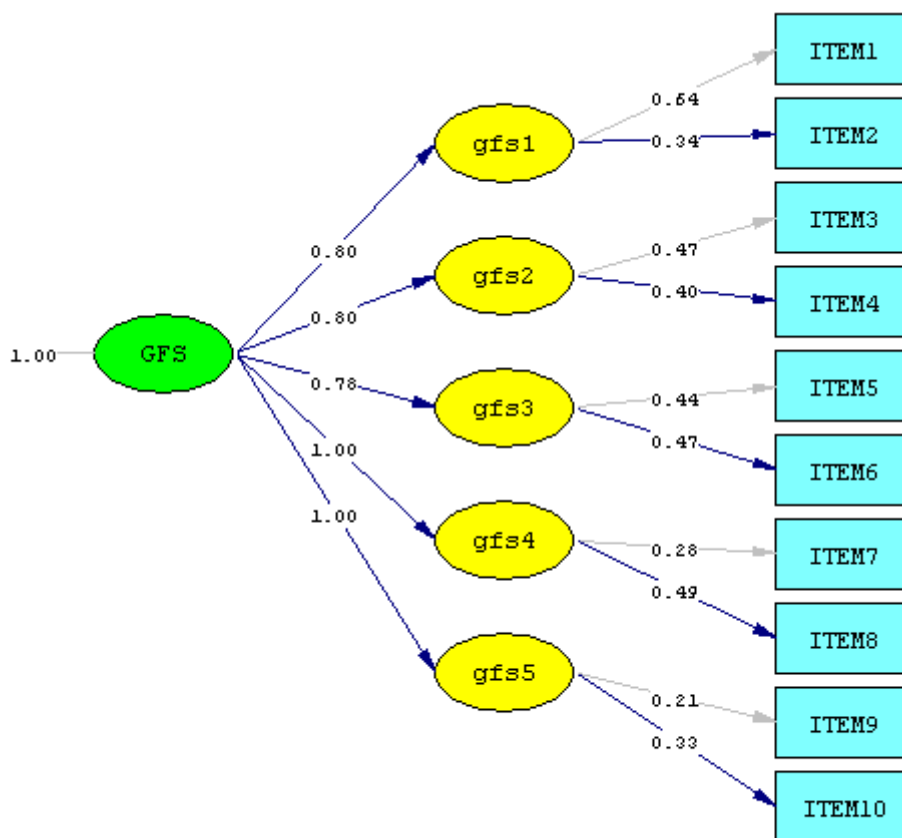 ITEM1
0.64
gfs1
ITEM2
0.34
ITEM3
0.80
0.47
gfs2
ITEM4
0.40
0.80
1.00
GFS
ITEM5
0.78
0.44
gfs3
0.47
ITEM6
1.00
1.00
gfs4
0.28
ITEM7
0.49
ITEM8
gfs5
0.21
ITEM9
0.33
ITEM10